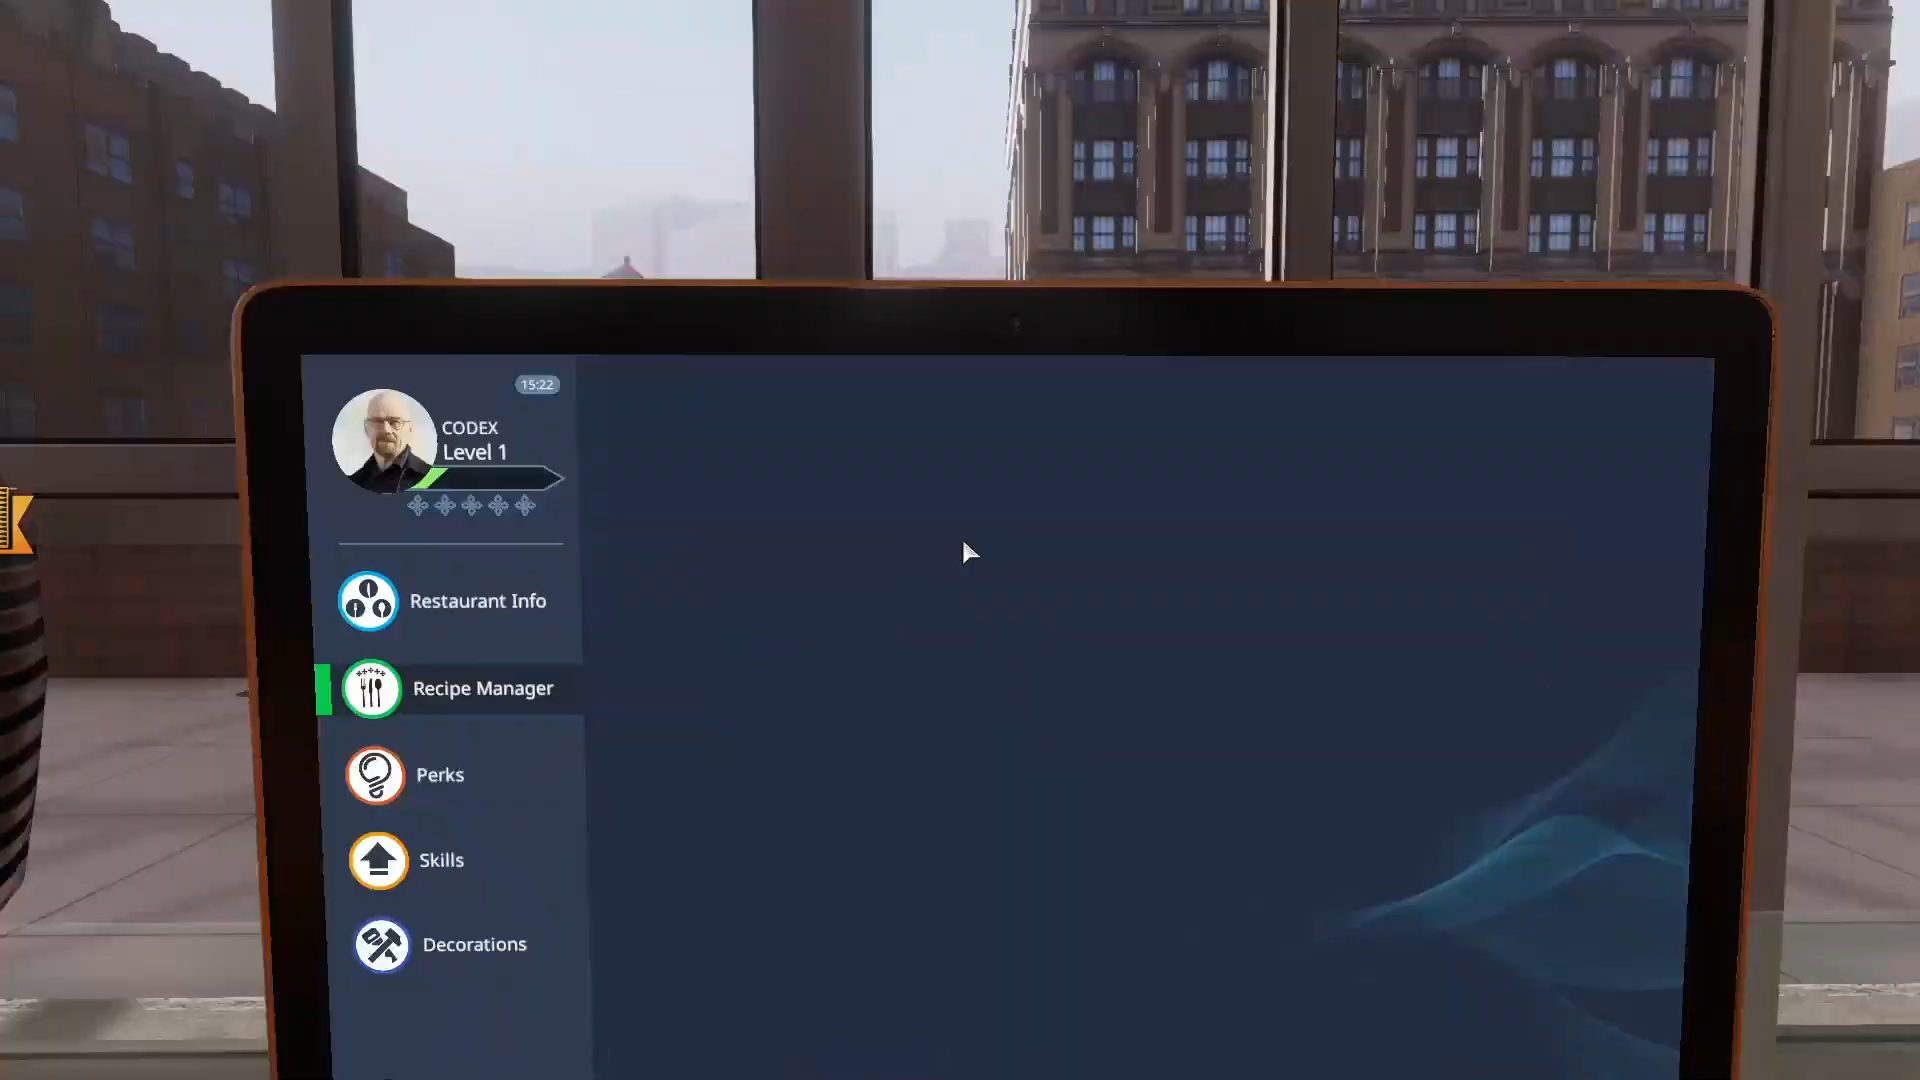 15:22
CODEX
Level 1
Restaurant Info
Recipe Manager
Perks
Skills
Decorations